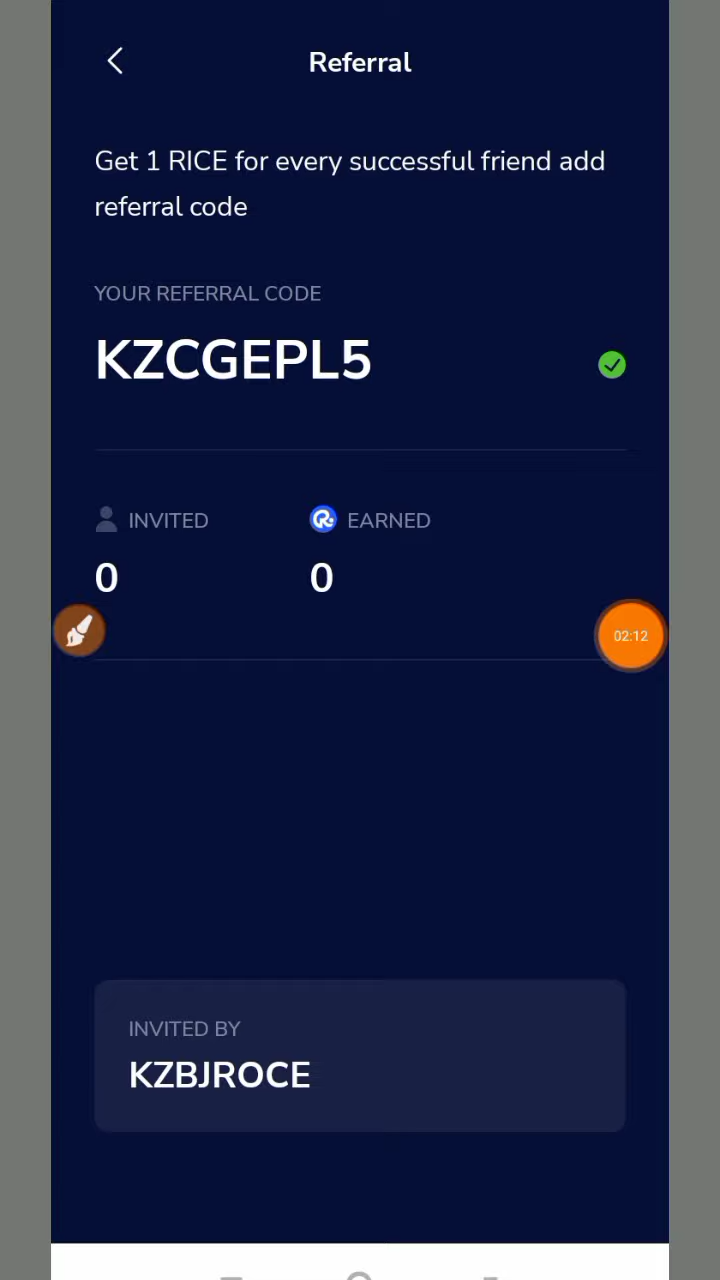 Referral
Get 1 RICE for every successful friend add
referral code
YOUR REFERRAL CODE
KZCGEPL5
INVITED
EARNED
0
0
02:12
INVITED BY
KZBJROCE